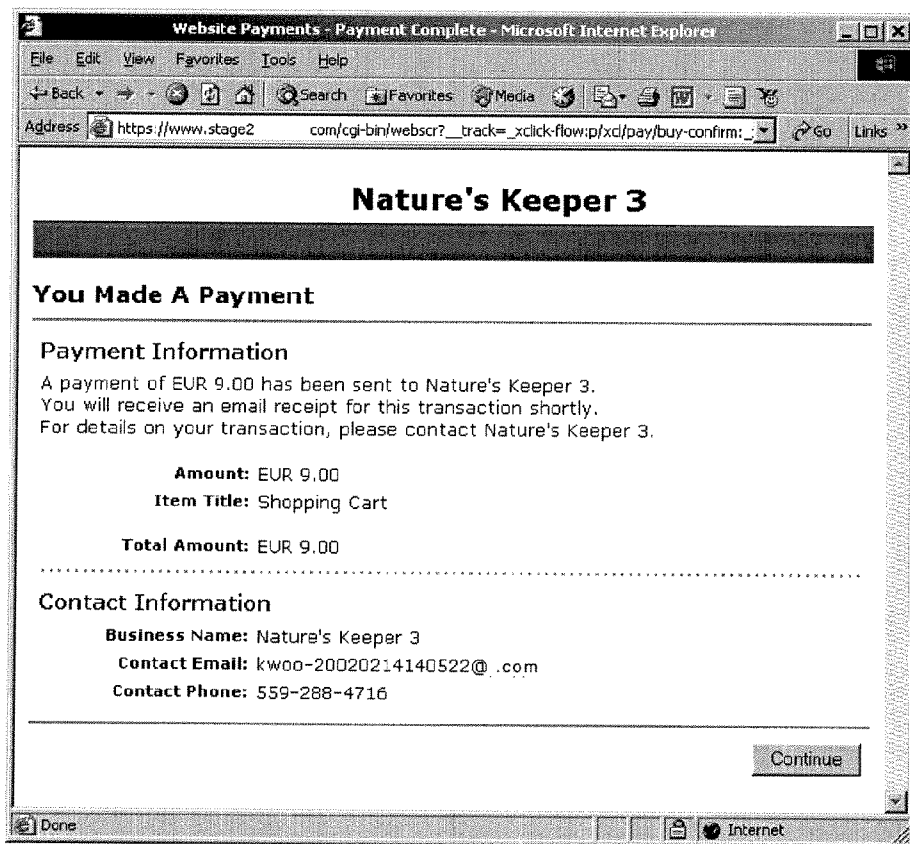 Website Payments - Payment Complete - Microsoft Internet Explorer
File Edit View Favorites Tools Help
Back Search Favorites Media
Address https://www.stage2 com/cgi-bin/webscr?__track=_xclick-flow:p/xcl/pay/buy-confirm:_ Go Links »
Nature's Keeper 3
You Made A Payment
Payment Information
A payment of EUR 9.00 has been sent to Nature's Keeper 3.
You will receive an email receipt for this transaction shortly.
For details on your transaction, please contact Nature's Keeper 3.
Amount: EUR 9.00
Item Title: Shopping Cart
Total Amount: EUR 9.00
Contact Information
Business Name: Nature's Keeper 3
Contact Email: kwoo-20020214140522@ .com
Contact Phone: 559-288-4716
Continue
Done Internet